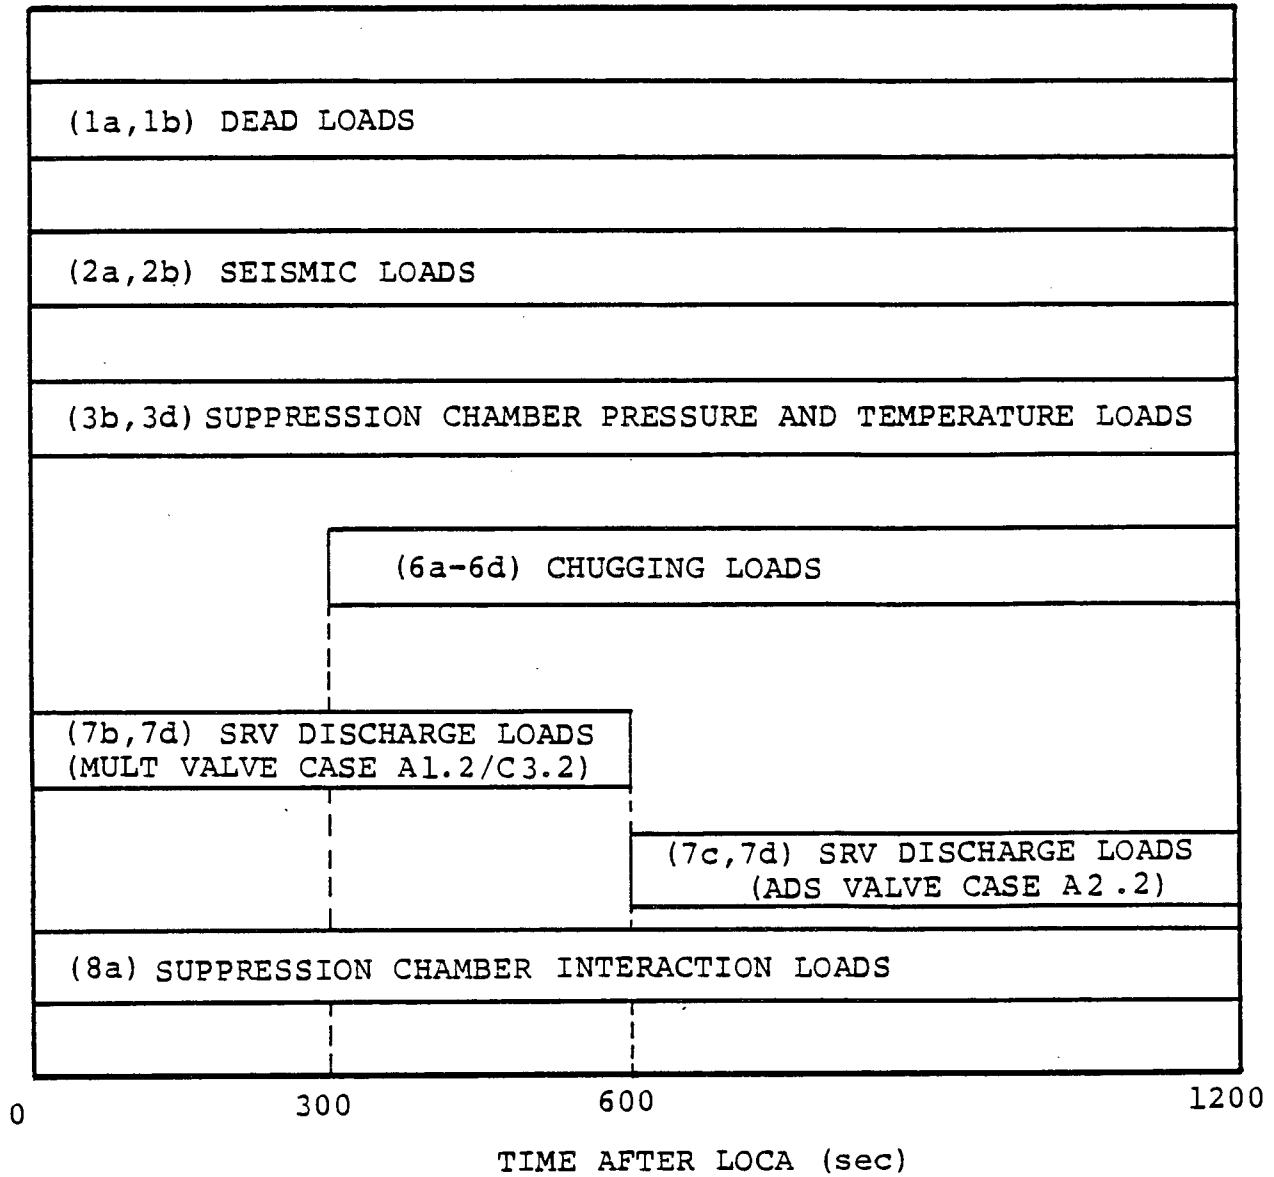 (1a,1b) DEAD LOADS
(2a,2b) SEISMIC LOADS
(3b,3d) SUPPRESSION CHAMBER PRESSURE AND TEMPERATURE LOADS
(6a-6d) CHUGGING LOADS
(7b,7d) SRV DISCHARGE LOADS
(MULT VALVE CASE A1.2/C3.2)
(7c,7d) SRV DISCHARGE LOADS
(ADS VALVE CASE A2.2)
(8a) SUPPRESSION CHAMBER INTERACTION LOADS
0 300 600 1200
TIME AFTER LOCA (sec)